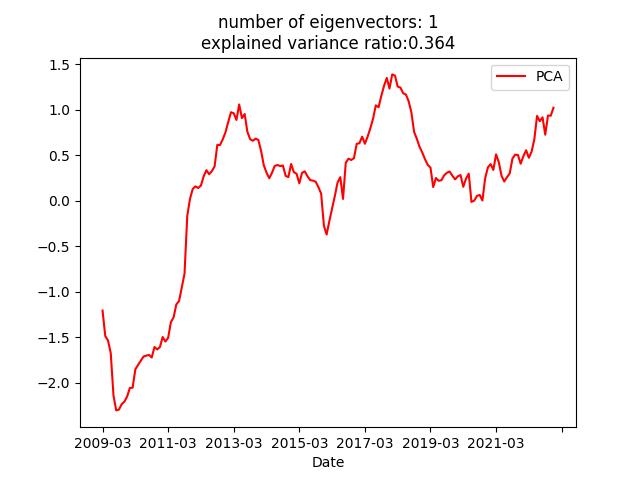 number of eigenvectors: 1
explained variance ratio:0.364
PCA
1.5
1.0
0.5
0.0
−0.5
−1.0
−1.5
−2.0
2009-03 2011-03 2013-03 2015-03 2017-03 2019-03 2021-03
Date